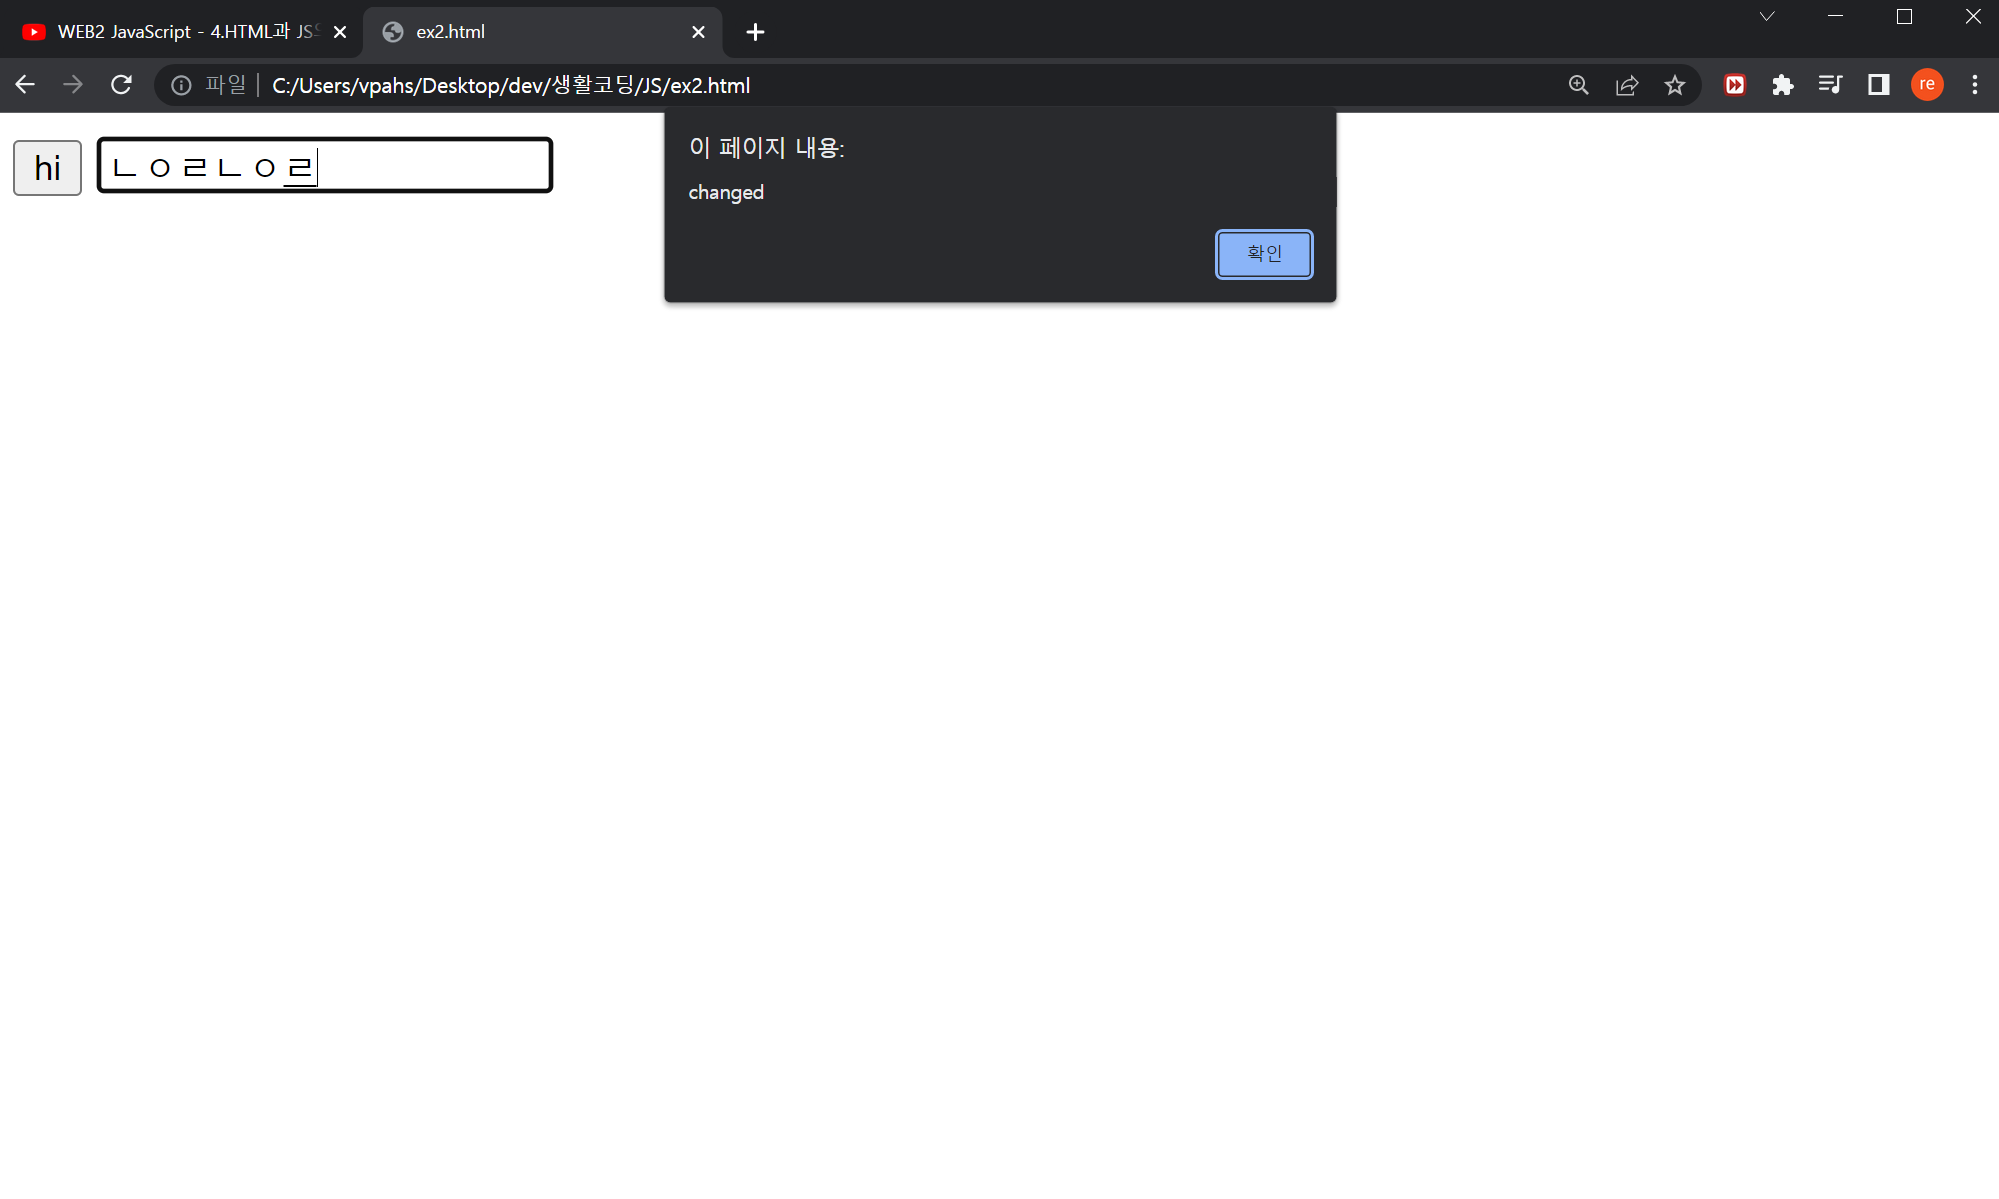 WEB2 JavaScript - 4.HTML과 JS
ex2.html
파일 | C:/Users/vpahs/Desktop/dev/생활코딩/JS/ex2.html
re
hi
ㄴㅇㄹㄴㅇㄹ
이 페이지 내용:
changed
확인